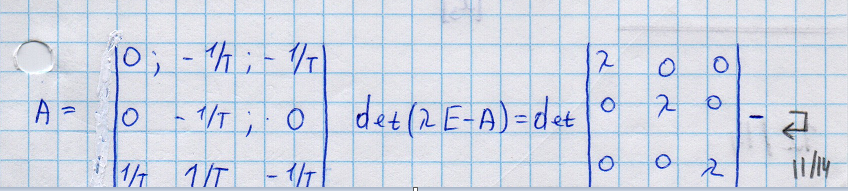 0; - 1/T; - 1/T λ 0 0
A = 0 - 1/T; 0 det(λE-A)=det 0 λ 0 -
1/T 1/T - 1/T 0 0 λ 11/14